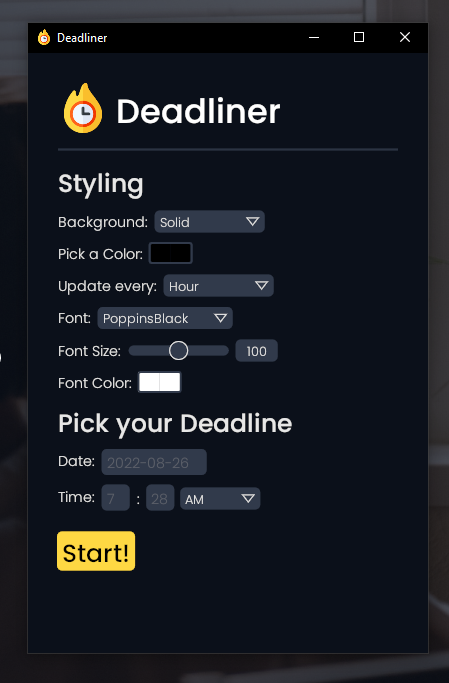 Deadliner
Deadliner
Styling
Background: Solid
Pick a Color:
Update every: Hour
Font: PoppinsBlack
Font Size: 100
Font Color:
Pick your Deadline
Date: 2022-08-26
Time: 7 : 28 AM
Start!